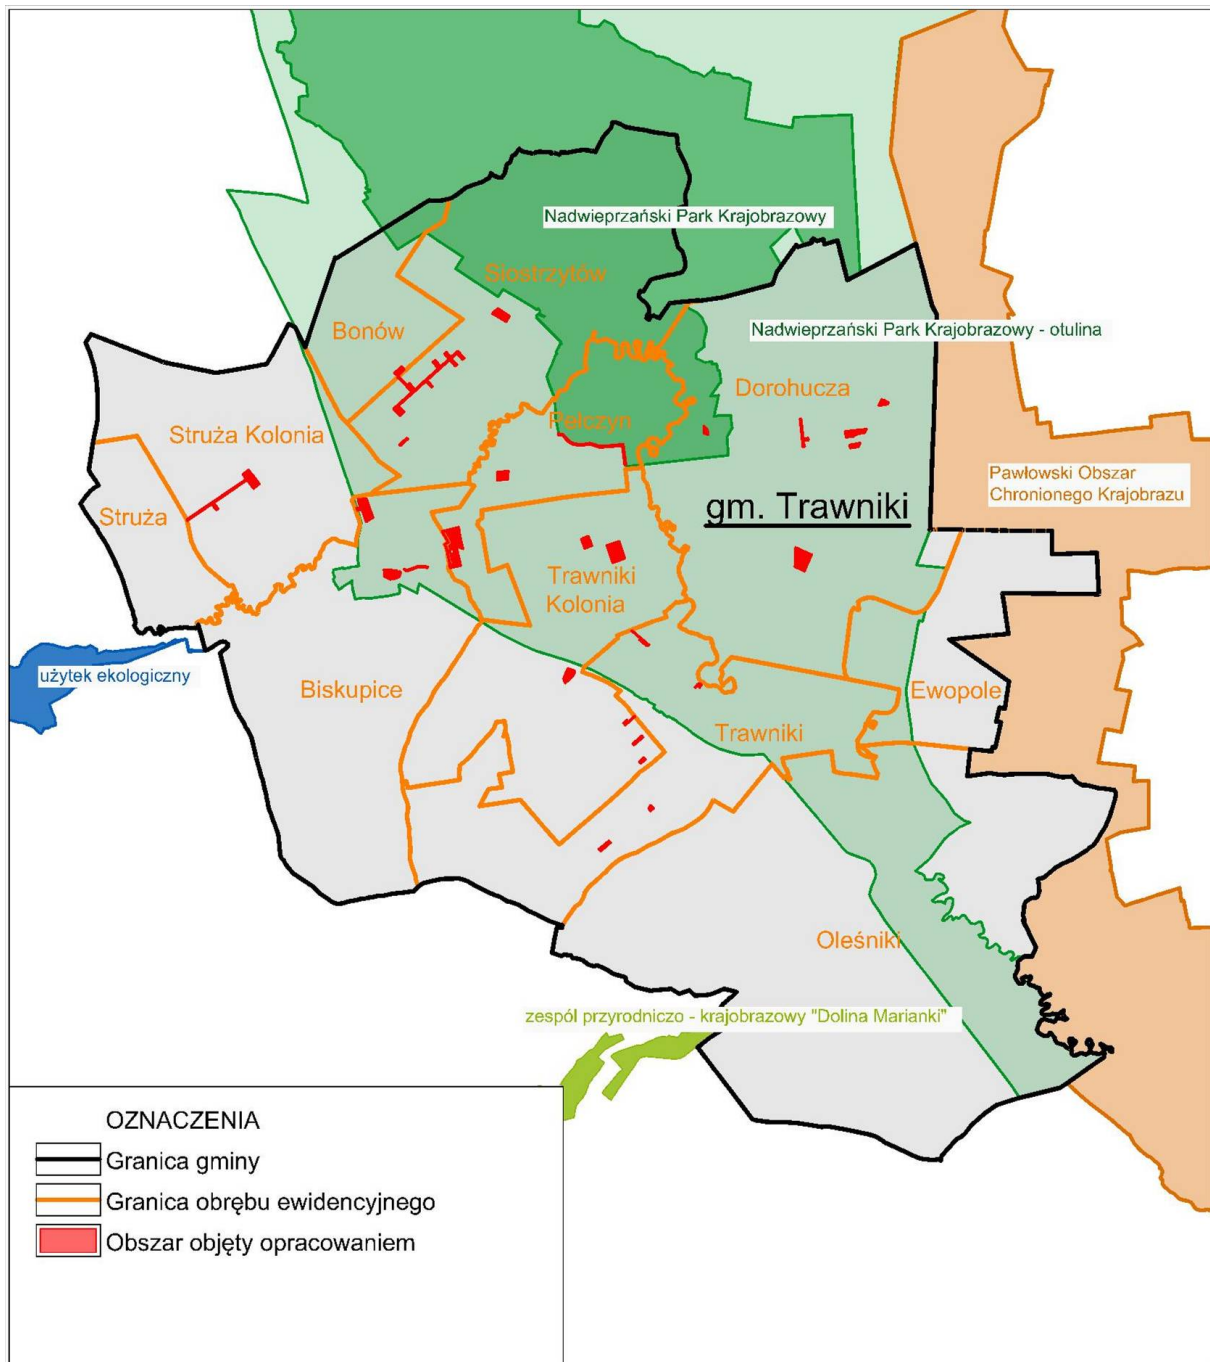 Nadwieprzański Park Krajobrazowy
Siostrzytów
Bonów
Nadwieprzański Park Krajobrazowy - otulina
Dorohucza
Pełczyn
Struża Kolonia
Pawłowski Obszar
Chronionego Krajobrazu
Struża
gm. Trawniki
Trawniki
Kolonia
użytek ekologiczny
Biskupice
Ewopole
Trawniki
Oleśniki
zespól przyrodniczo - krajobrazowy "Dolina Marianki"
OZNACZENIA
Granica gminy
Granica obrębu ewidencyjnego
Obszar objęty opracowaniem